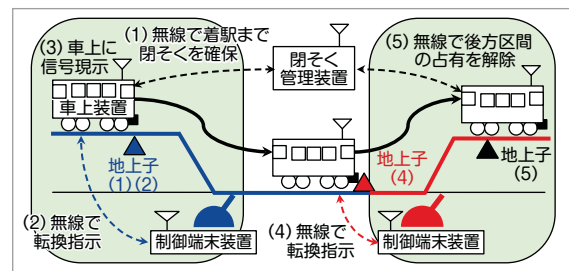 (1) 無線で着駅まで
閉そくを確保
(3) 車上に
信号現示
車上装置
閉そく
管理装置
(5) 無線で後方区間
の占有を解除
地上子
(1)(2)
地上子
(4)
地上子
(5)
(2) 無線で
転換指示
制御端末装置
(4) 無線で
転換指示
制御端末装置